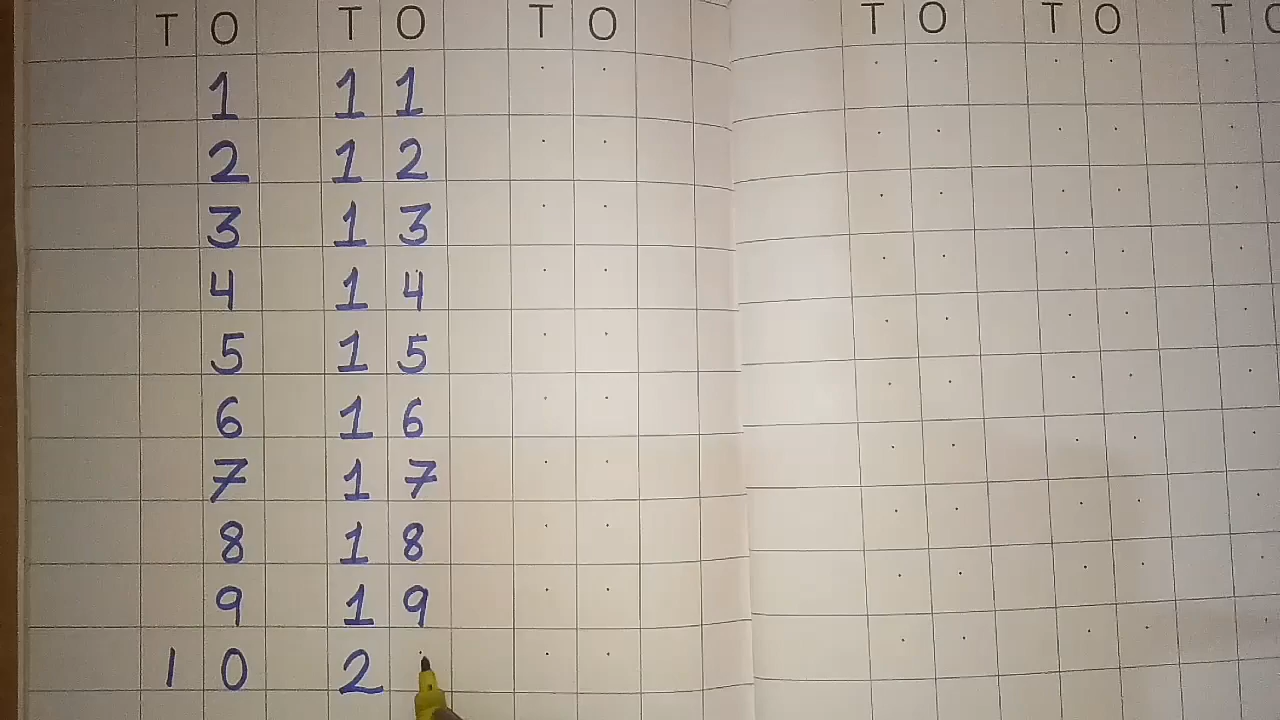 T O T O T O T O T O T
1 1 1
2 1 2
3 1 3
4 1 4
5 1 5
6 1 6
7 1 7
8 1 8
9 1 9
1 0 2